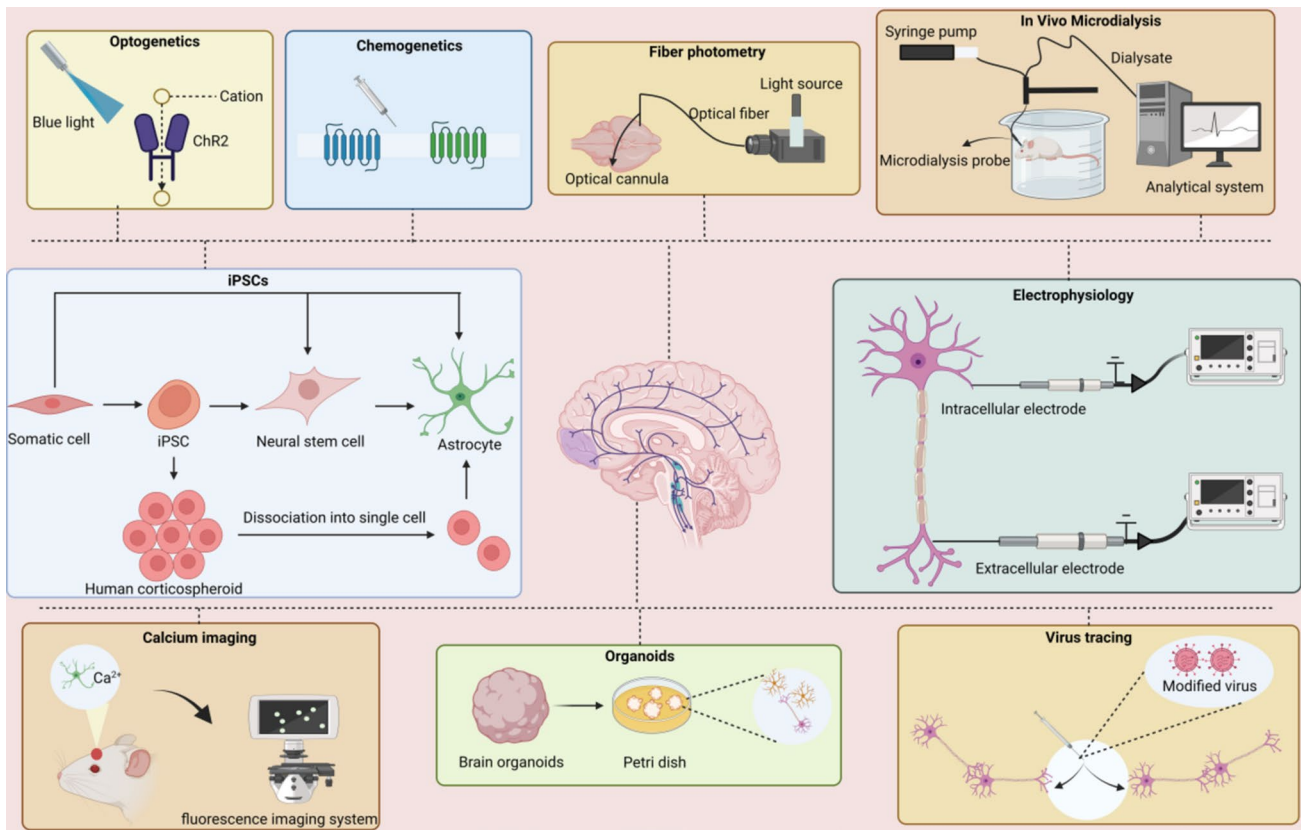 Optogenetics
Blue light
Cation
ChR2
Chemogenetics
Fiber photometry
Light source
Optical fiber
Optical cannula
In Vivo Microdialysis
Syringe pump
Dialysate
Microdialysis probe
Analytical system
iPSCs
Somatic cell
iPSC
Neural stem cell
Astrocyte
Dissociation into single cell
Human corticospheroid
Electrophysiology
Intracellular electrode
Extracellular electrode
Calcium imaging
Ca²⁺
fluorescence imaging system
Organoids
Brain organoids
Petri dish
Virus tracing
Modified virus